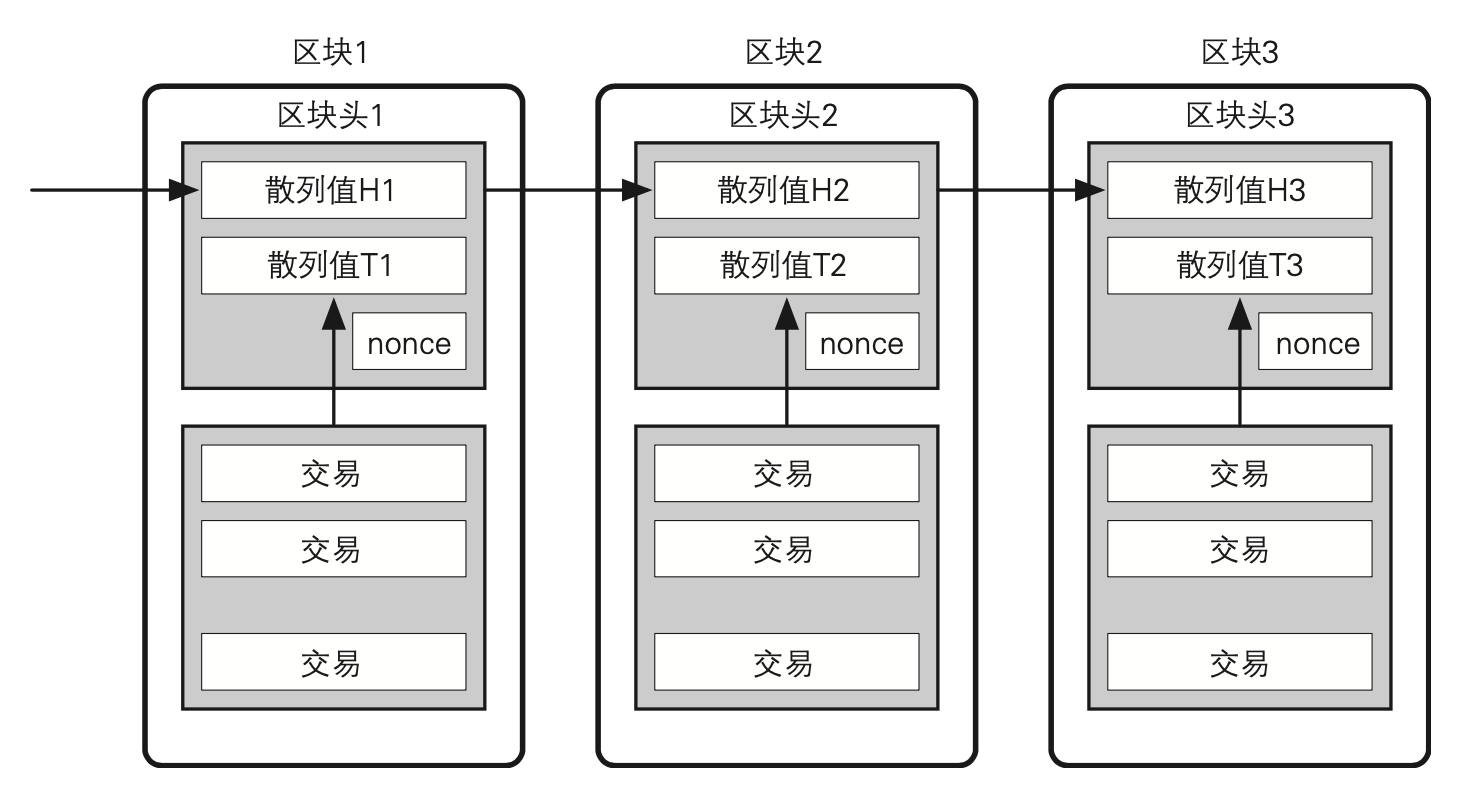 区块1
区块头1
散列值H1
散列值T1
nonce
交易
交易
交易
区块2
区块头2
散列值H2
散列值T2
nonce
交易
交易
交易
区块3
区块头3
散列值H3
散列值T3
nonce
交易
交易
交易